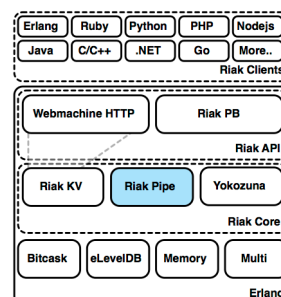 Erlang Ruby Python PHP Nodejs
Java C/C++ .NET Go More..
Riak Clients
Webmachine HTTP Riak PB
Riak API
Riak KV Riak Pipe Yokozuna
Riak Core
Bitcask eLevelDB Memory Multi
Erlang